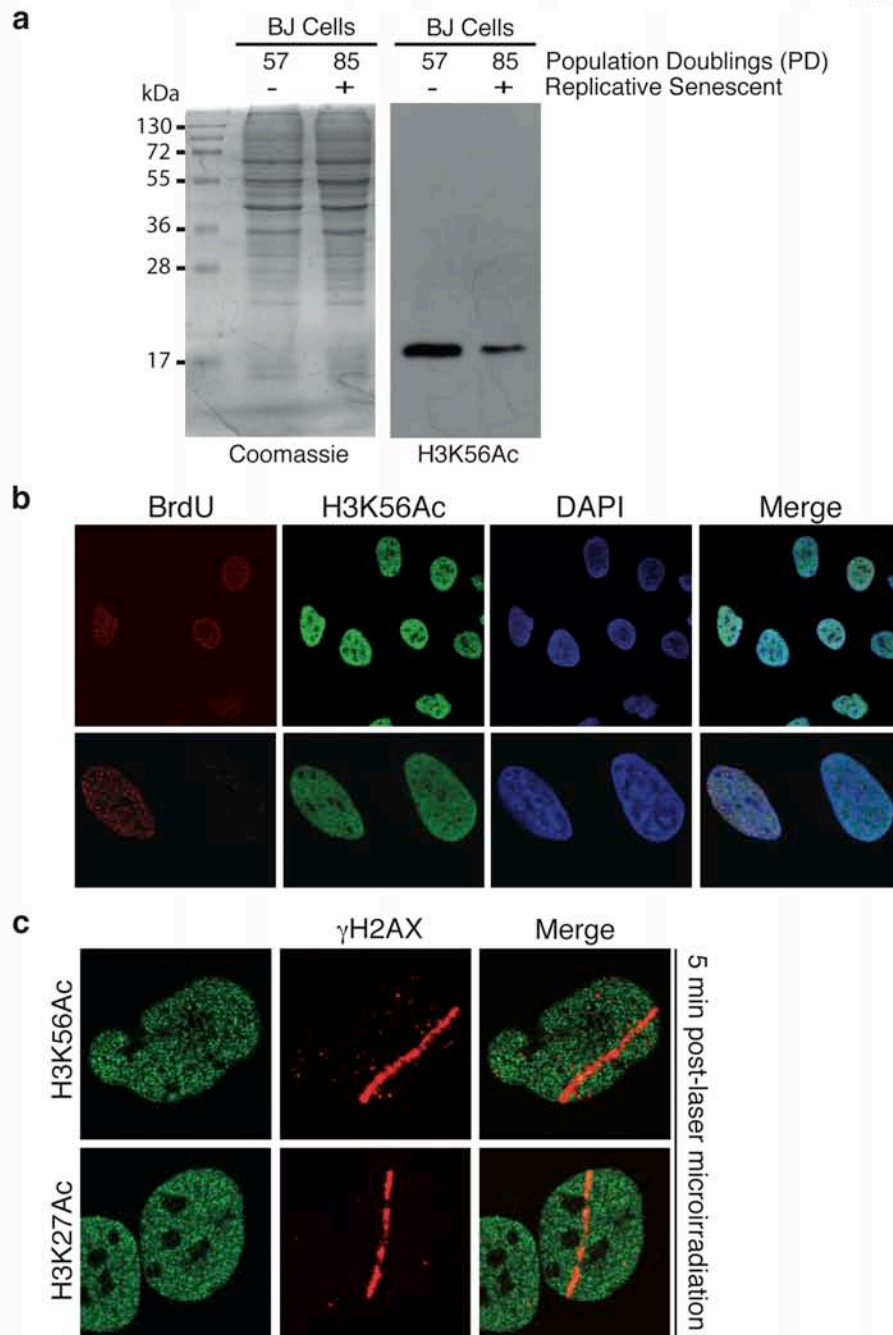 a
BJ Cells BJ Cells
57 85 57 85 Population Doublings (PD)
- + - + Replicative Senescent
kDa
130
72
55
36
28
17
Coomassie H3K56Ac
b
BrdU H3K56Ac DAPI Merge
c
γH2AX Merge
H3K56Ac
H3K27Ac
5 min post-laser microirradiation